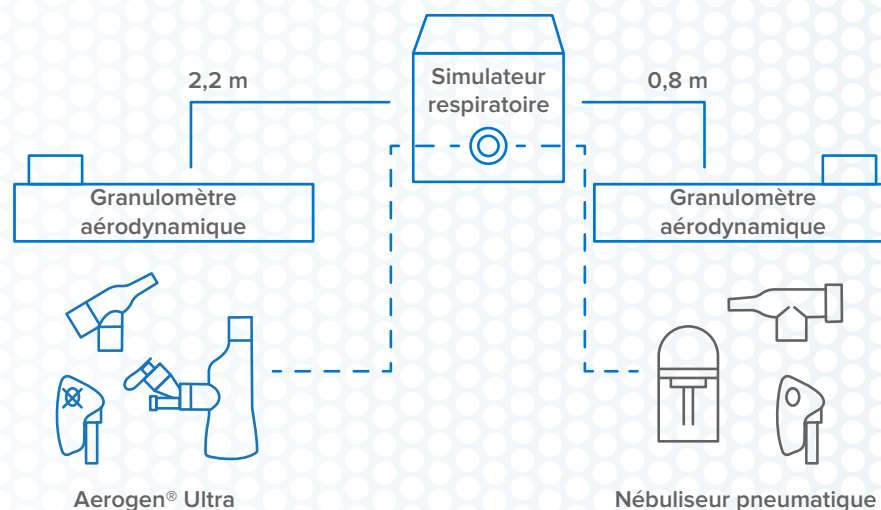 2,2 m
Simulateur
respiratoire
0,8 m
Granulomètre
aérodynamique
Granulomètre
aérodynamique
Aerogen® Ultra
Nébuliseur pneumatique